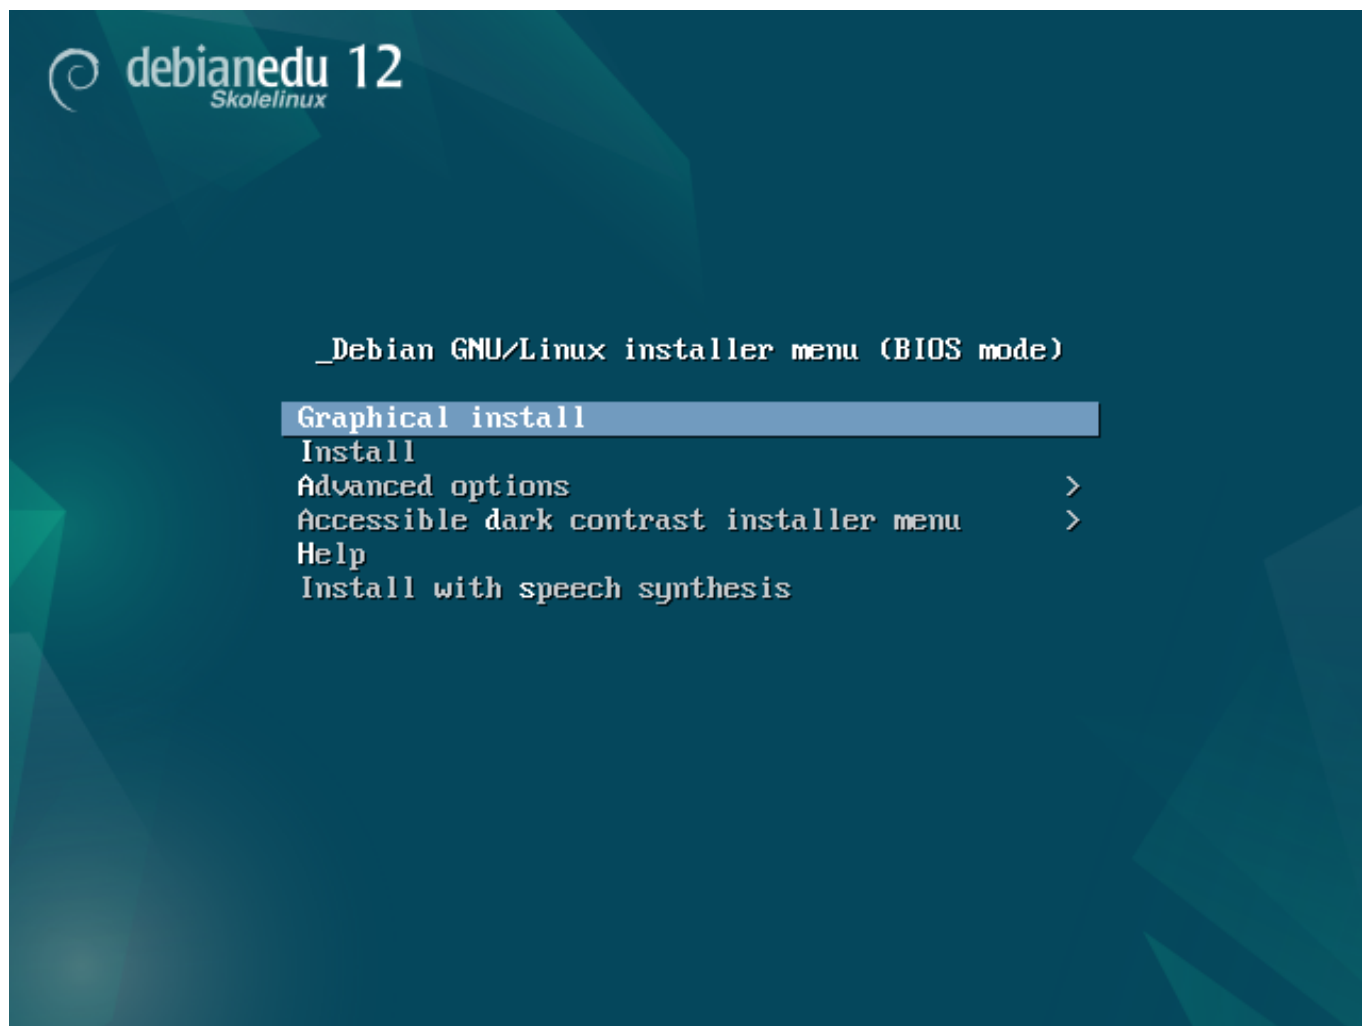 debianedu 12
Skolelinux
_Debian GNU/Linux installer menu (BIOS mode)
Graphical install
Install
Advanced options >
Accessible dark contrast installer menu >
Help
Install with speech synthesis